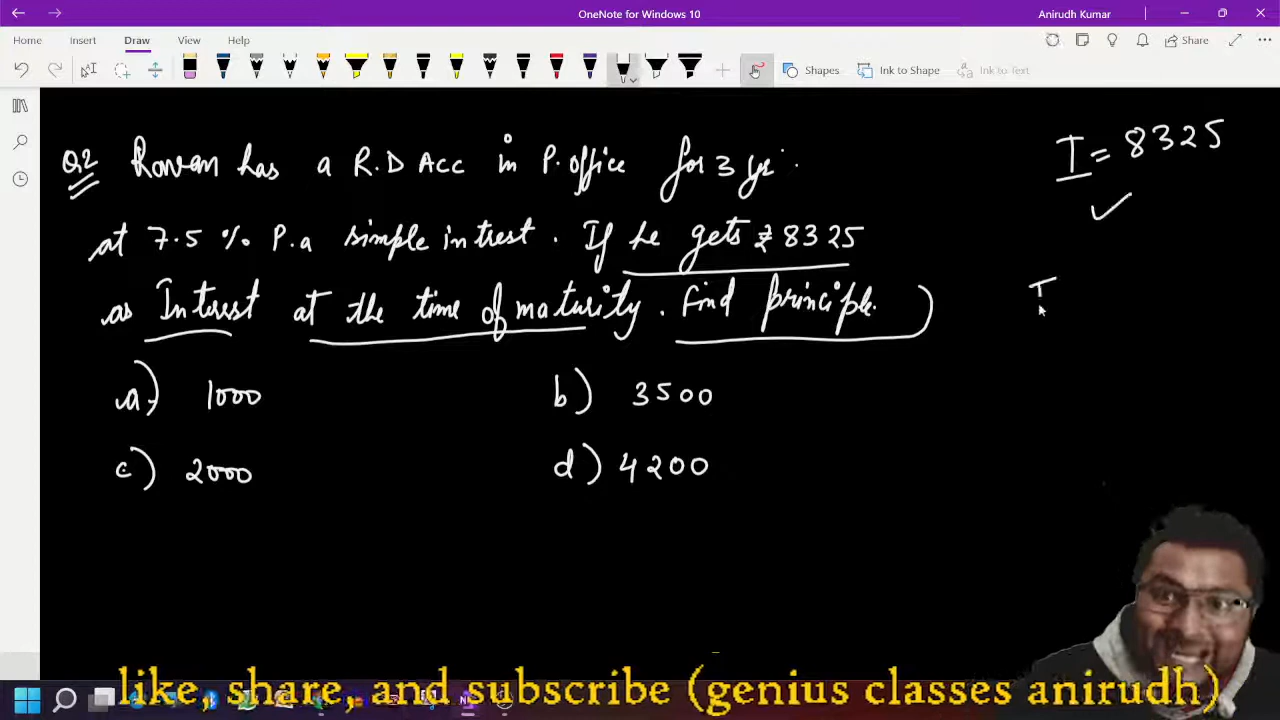 OneNote for Windows 10
Anirudh Kumar
Home Insert Draw View Help
Share
Shapes
Ink to Shape
Ink to Text
I = 8325
Q2 Rowan has a R.D Acc in P. office for 3 yr.
at 7.5 % P.a simple intrest. If he gets ₹ 8325
as Interest at the time of maturity. Find principle.
I
a) 1000 b) 3500
c) 2000 d) 4200
like, share, and subscribe (genius classes anirudh)